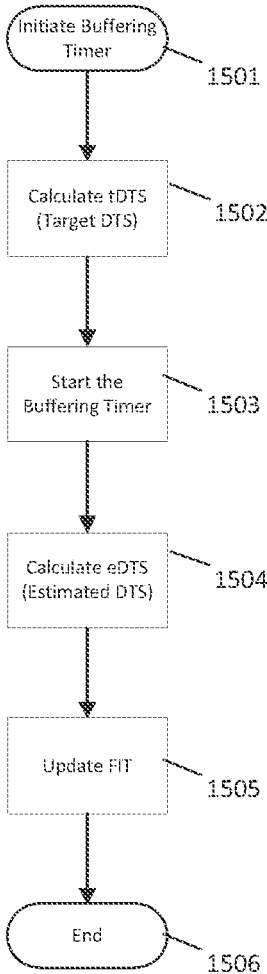 Initiate Buffering
Timer
1501
Calculate tDTS
(Target DTS)
1502
Start the
Buffering Timer
1503
Calculate eDTS
(Estimated DTS)
1504
Update FIT
1505
End
1506